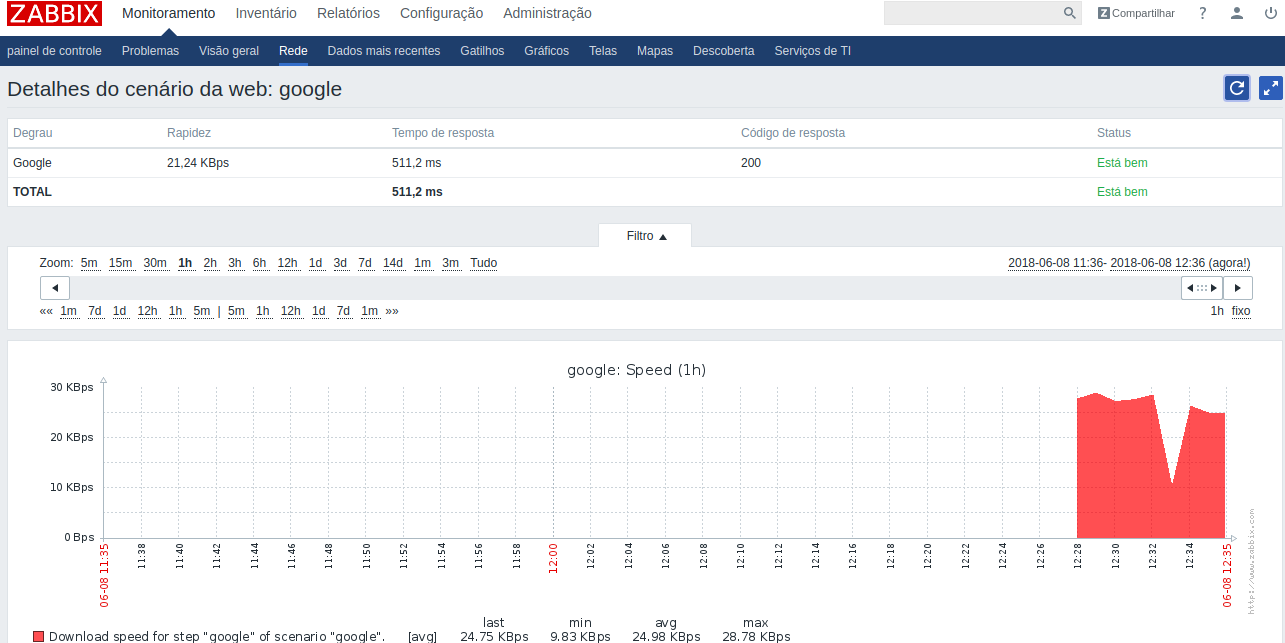 ZABBIX Monitoramento Inventário Relatórios Configuração Administração Z Compartilhar ?
painel de controle Problemas Visão geral Rede Dados mais recentes Gatilhos Gráficos Telas Mapas Descoberta Serviços de TI
Detalhes do cenário da web: google
Degrau Rapidez Tempo de resposta Código de resposta Status
Google 21,24 KBps 511,2 ms 200 Está bem
TOTAL 511,2 ms Está bem
Filtro ▲
Zoom: 5m 15m 30m 1h 2h 3h 6h 12h 1d 3d 7d 14d 1m 3m Tudo 2018-06-08 11:36- 2018-06-08 12:36 (agora!)
«« 1m 7d 1d 12h 1h 5m | 5m 1h 12h 1d 7d 1m »» 1h fixo
google: Speed (1h)
30 KBps
20 KBps
10 KBps
0 Bps
06-08 11:35 11:38 11:40 11:42 11:44 11:46 11:48 11:50 11:52 11:54 11:56 11:58 12:00 12:02 12:04 12:06 12:08 12:10 12:12 12:14 12:16 12:18 12:20 12:22 12:24 12:26 12:28 12:30 12:32 12:34 06-08 12:35
http://www.zabbix.com
last min avg max
Download speed for step "google" of scenario "google". [avg] 24.75 KBps 9.83 KBps 24.98 KBps 28.78 KBps